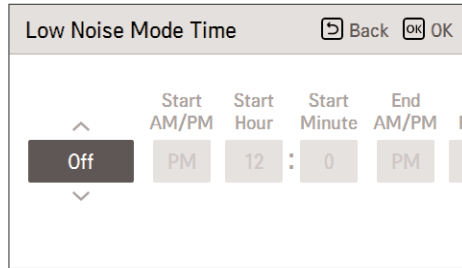 Low Noise Mode Time Back OK OK
Start Start Start End
AM/PM Hour Minute AM/PM
Off PM 12 : 0 PM